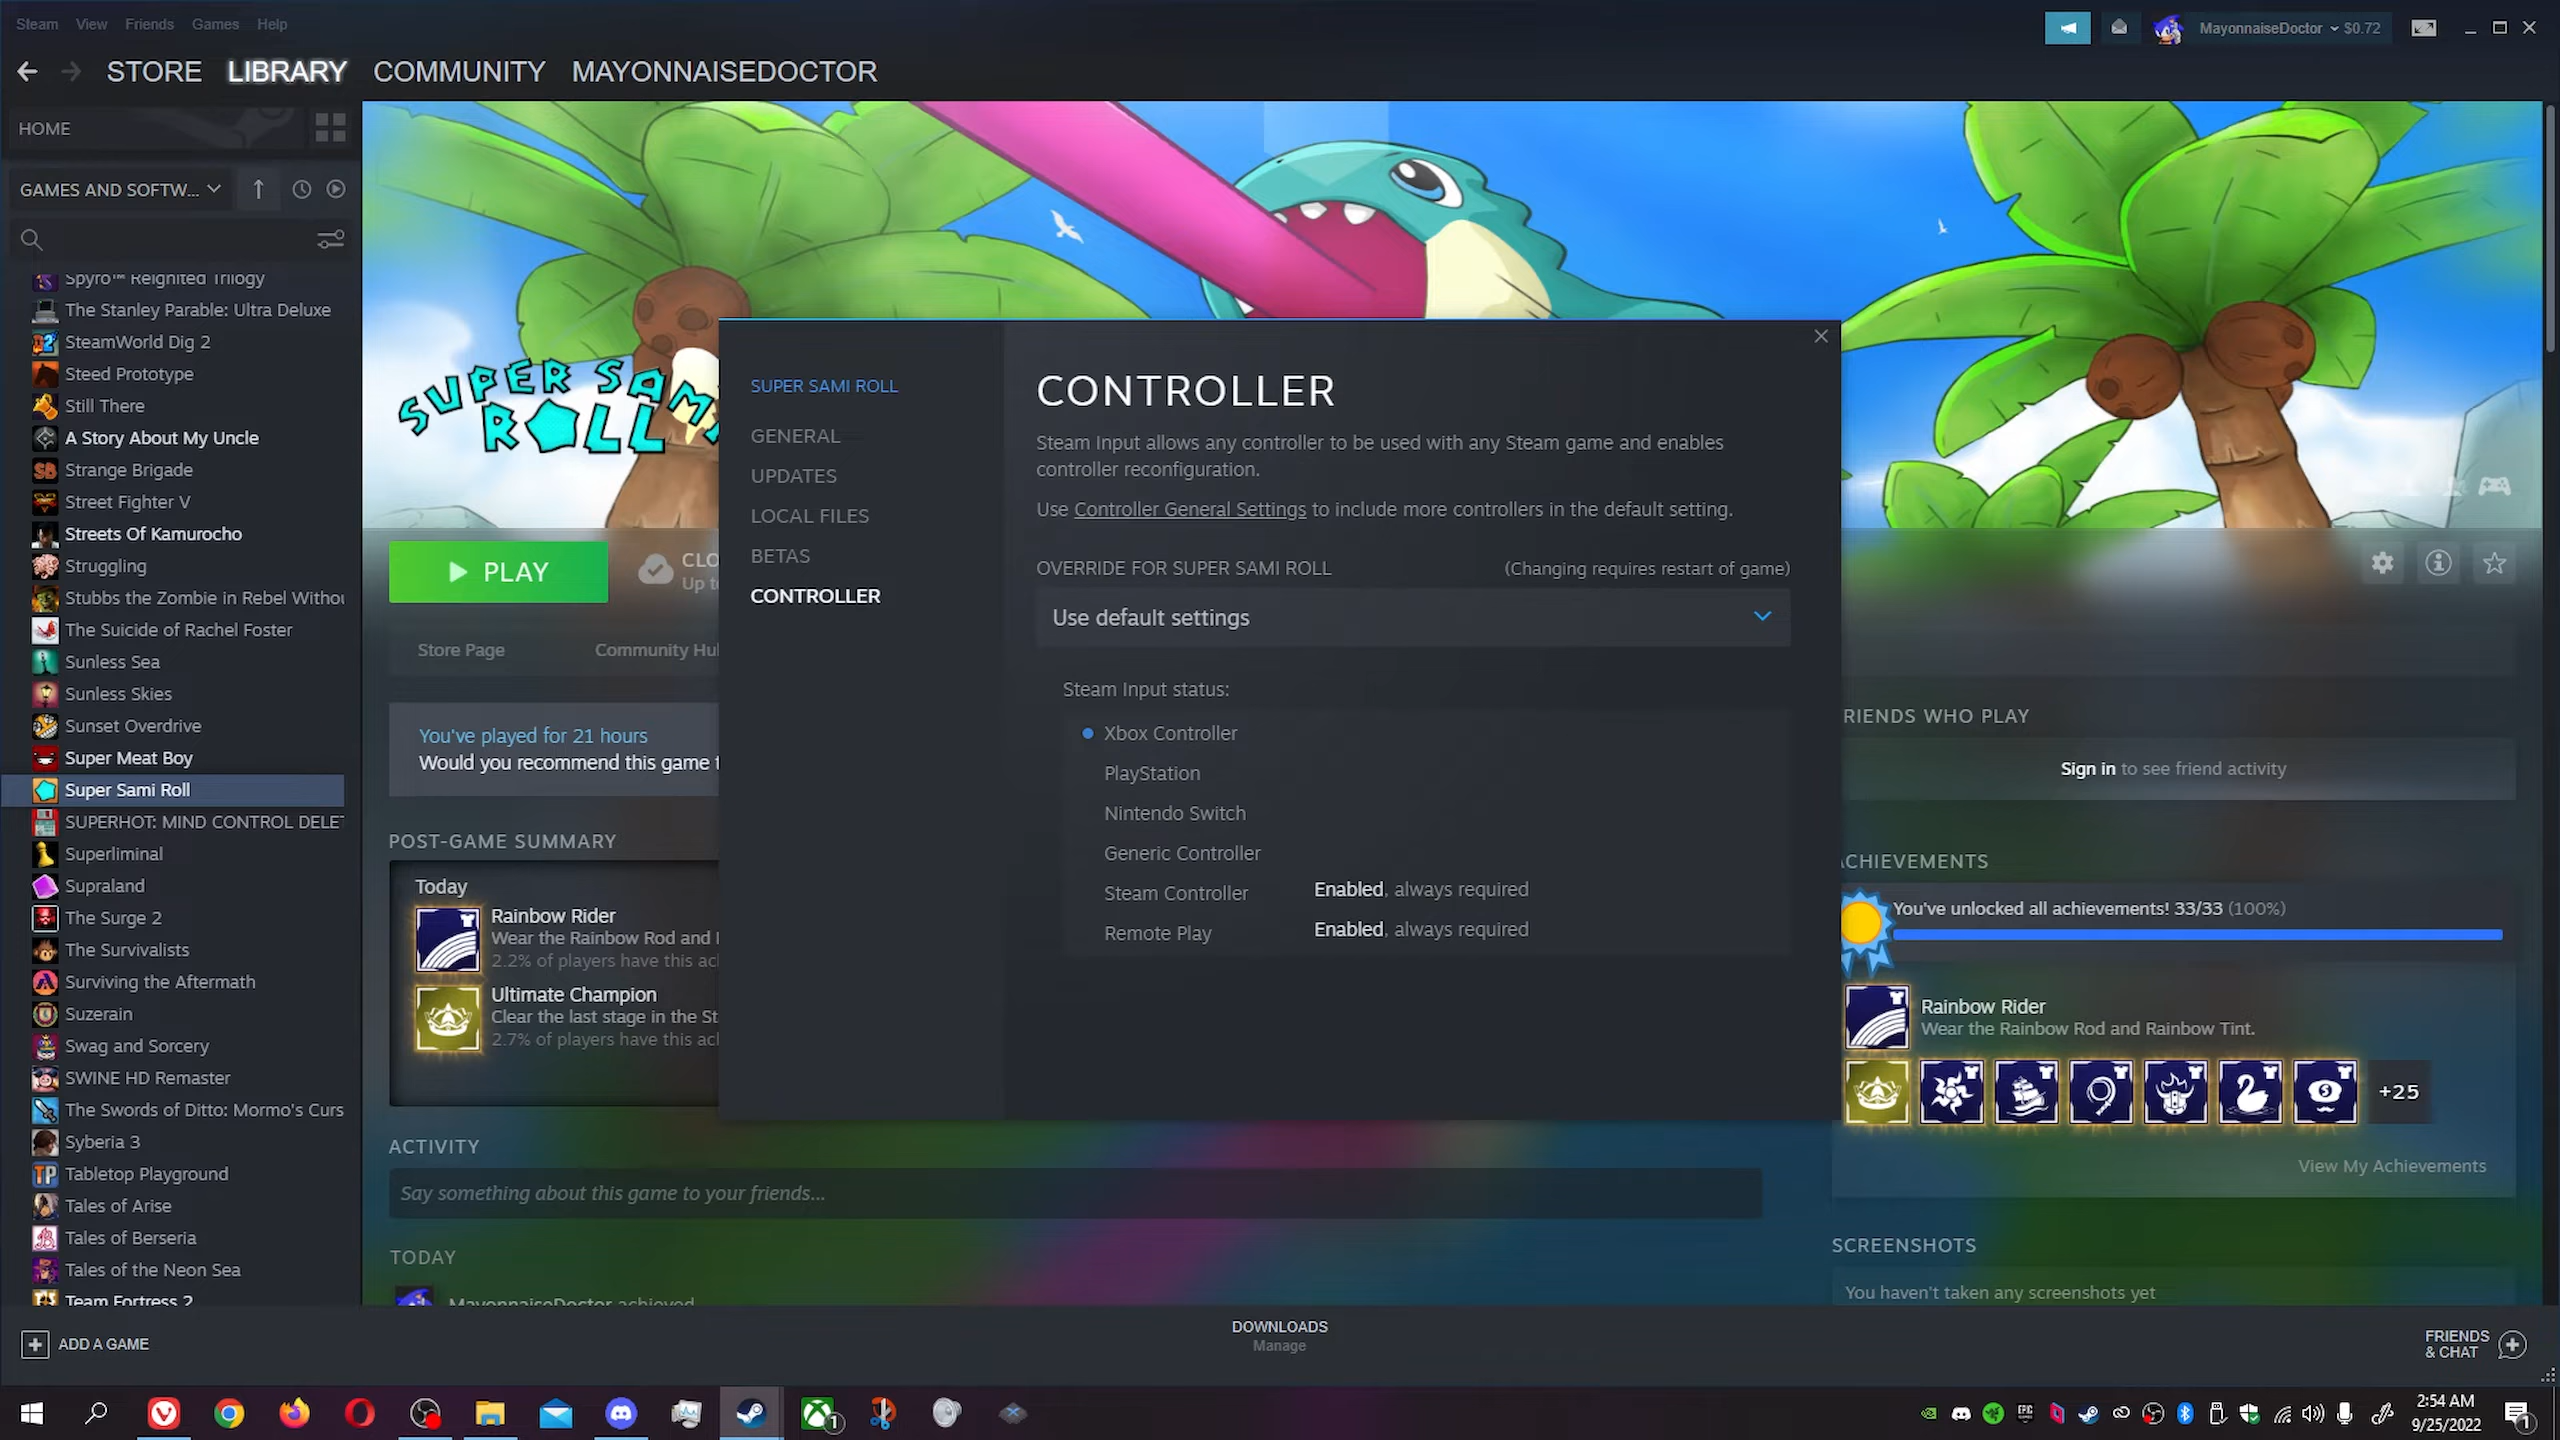 Steam View Friends Games Help
MayonnaiseDoctor $0.72
STORE LIBRARY COMMUNITY MAYONNAISEDOCTOR
HOME
GAMES AND SOFTW...
Spyro™ Reignited Trilogy
The Stanley Parable: Ultra Deluxe
SteamWorld Dig 2
Steed Prototype
Still There
A Story About My Uncle
Strange Brigade
Street Fighter V
Streets Of Kamurocho
Struggling
Stubbs the Zombie in Rebel Withou
The Suicide of Rachel Foster
Sunless Sea
Sunless Skies
Sunset Overdrive
Super Meat Boy
Super Sami Roll
SUPERHOT: MIND CONTROL DELET
Superliminal
Supraland
The Surge 2
The Survivalists
Surviving the Aftermath
Suzerain
Swag and Sorcery
SWINE HD Remaster
The Swords of Ditto: Mormo's Curs
Syberia 3
Tabletop Playground
Tales of Arise
Tales of Berseria
Tales of the Neon Sea
Team Fortress 2
ADD A GAME
SUPER SAMI
ROLL
PLAY
CLO
Up to
Store Page
Community Hul
You've played for 21 hours
Would you recommend this game t
POST-GAME SUMMARY
Today
Rainbow Rider
Wear the Rainbow Rod and
2.2% of players have this acl
Ultimate Champion
Clear the last stage in the St
2.7% of players have this acl
ACTIVITY
Say something about this game to your friends...
TODAY
MayonnaiseDoctor achieved
SUPER SAMI ROLL
GENERAL
UPDATES
LOCAL FILES
BETAS
CONTROLLER
CONTROLLER
Steam Input allows any controller to be used with any Steam game and enables
controller reconfiguration.
Use Controller General Settings to include more controllers in the default setting.
OVERRIDE FOR SUPER SAMI ROLL (Changing requires restart of game)
Use default settings
Steam Input status:
Xbox Controller
PlayStation
Nintendo Switch
Generic Controller
Steam Controller Enabled, always required
Remote Play Enabled, always required
RIENDS WHO PLAY
Sign in to see friend activity
ACHIEVEMENTS
You've unlocked all achievements! 33/33 (100%)
Rainbow Rider
Wear the Rainbow Rod and Rainbow Tint.
+25
View My Achievements
SCREENSHOTS
You haven't taken any screenshots yet
DOWNLOADS
Manage
FRIENDS
& CHAT
2:54 AM
9/25/2022